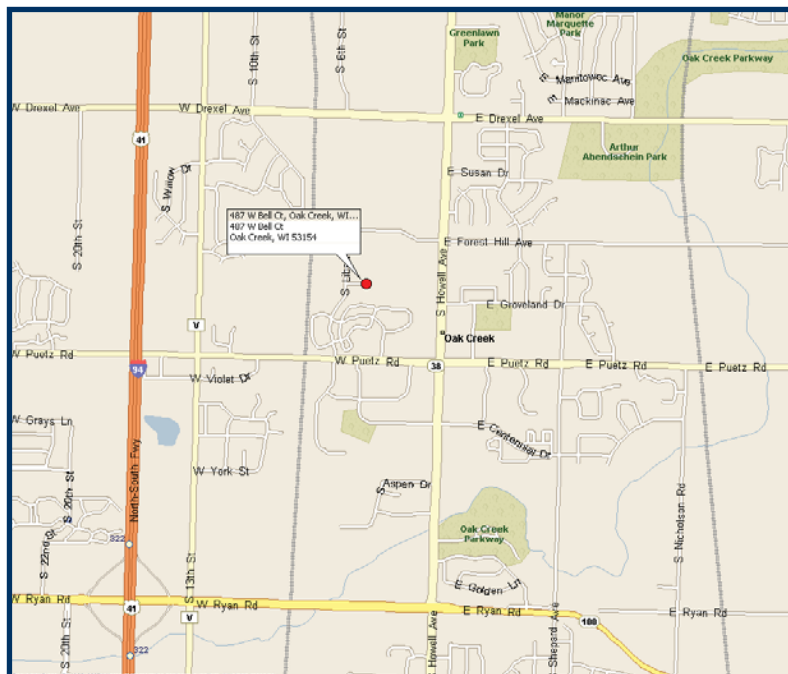 Manor
Marquette
Park
Greenlawn
Park
S 10th St
S 6th St
Oak Creek Parkway
E Manitowoc Ave
E Mackinac Ave
W Drexel Ave
W Drexel Ave
E Drexel Ave
41
Arthur
Abendschein Park
S Willow Dr
E Susan Dr
S 20th St
487 W Bell Ct, Oak Creek, WI...
487 W Bell Ct
Oak Creek, WI 53154
E Forest Hill Ave
S Howell Ave
E Groveland Dr
V
Oak Creek
W Puetz Rd
W Puetz Rd
E Puetz Rd
E Puetz Rd
E Puetz Rd
94
38
W Violet Dr
W Grays Ln
E Centennial Dr
North-South Fwy
W York St
S Aspen Dr
S 20th St
S Nicholson Rd
Oak Creek
Parkway
322
S 22nd St
S 13th St
E Golden Ln
W Ryan Rd
41
W Ryan Rd
E Ryan Rd
E Ryan Rd
V
100
S 20th St
Howell Ave
Shepard Ave
322